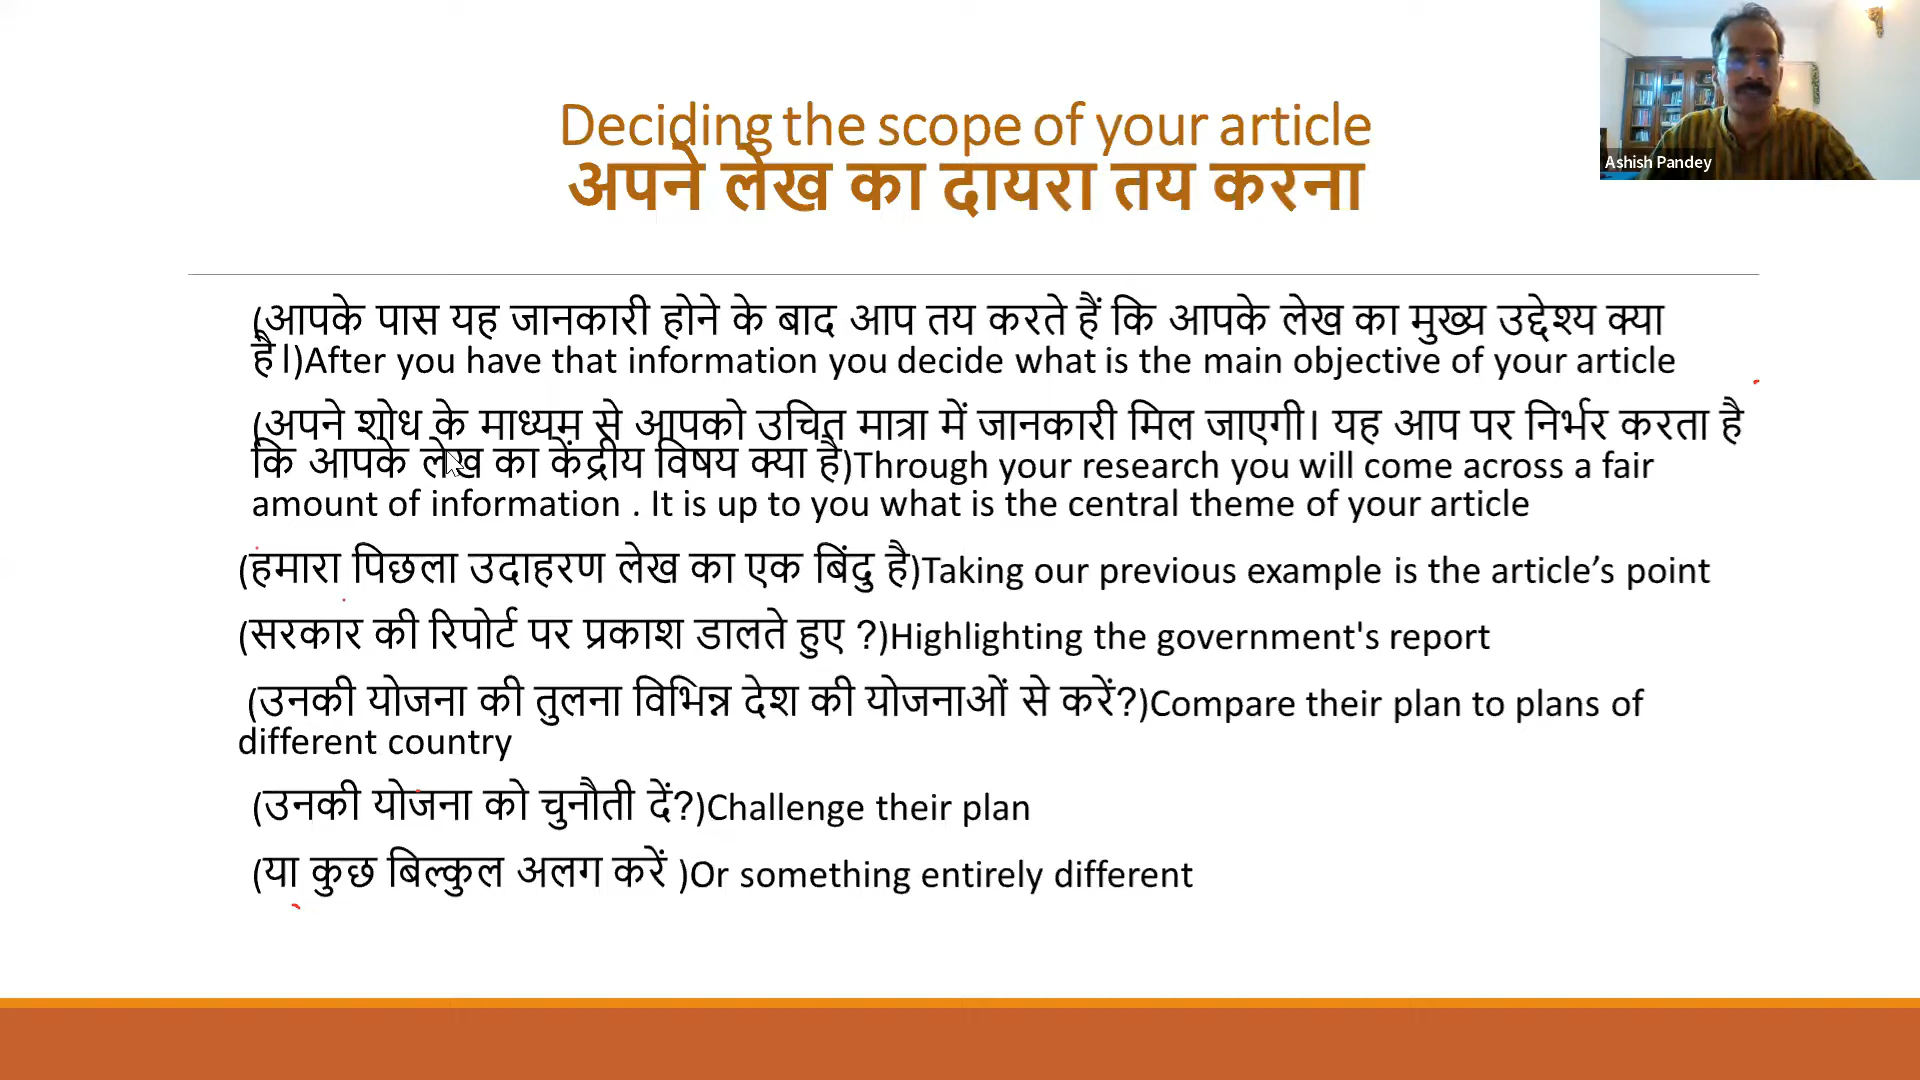 Deciding the scope of your article
अपने लेख का दायरा तय करना
Ashish Pandey
(आपके पास यह जानकारी होने के बाद आप तय करते हैं कि आपके लेख का मुख्य उद्देश्य क्या
है।)After you have that information you decide what is the main objective of your article
(अपने शोध के माध्यम से आपको उचित मात्रा में जानकारी मिल जाएगी। यह आप पर निर्भर करता है
कि आपके लेख का केंद्रीय विषय क्या है)Through your research you will come across a fair
amount of information . It is up to you what is the central theme of your article
(हमारा पिछला उदाहरण लेख का एक बिंदु है)Taking our previous example is the article’s point
(सरकार की रिपोर्ट पर प्रकाश डालते हुए ?)Highlighting the government's report
(उनकी योजना की तुलना विभिन्न देश की योजनाओं से करें?)Compare their plan to plans of
different country
(उनकी योजना को चुनौती दें?)Challenge their plan
(या कुछ बिल्कुल अलग करें )Or something entirely different